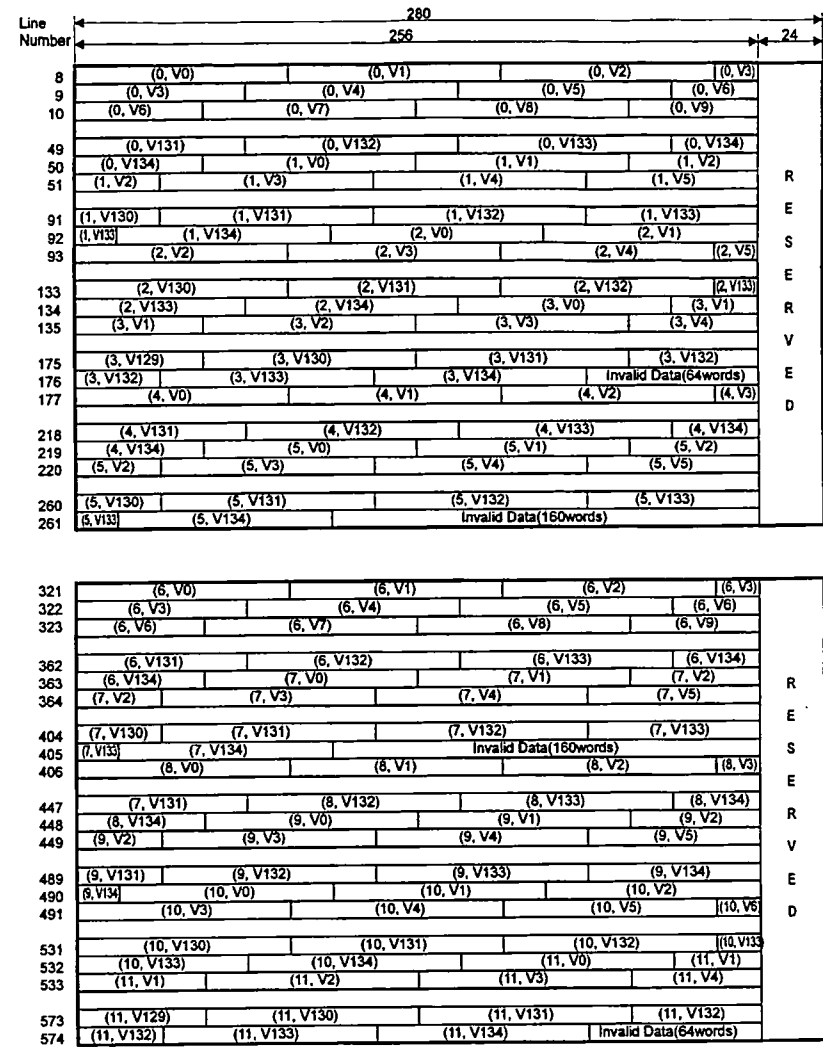 280
Line
Number
256 24
8 (0, V0) (0, V1) (0, V2) (0, V3)
9 (0, V3) (0, V4) (0, V5) (0, V6)
10 (0, V6) (0, V7) (0, V8) (0, V9)
49 (0, V131) (0, V132) (0, V133) (0, V134)
50 (0, V134) (1, V0) (1, V1) (1, V2)
51 (1, V2) (1, V3) (1, V4) (1, V5)
91 (1, V130) (1, V131) (1, V132) (1, V133)
92 (1, V133) (1, V134) (2, V0) (2, V1)
93 (2, V2) (2, V3) (2, V4) (2, V5)
133 (2, V130) (2, V131) (2, V132) (2, V133)
134 (2, V133) (2, V134) (3, V0) (3, V1)
135 (3, V1) (3, V2) (3, V3) (3, V4)
175 (3, V129) (3, V130) (3, V131) (3, V132)
176 (3, V132) (3, V133) (3, V134) Invalid Data(64words)
177 (4, V0) (4, V1) (4, V2) (4, V3)
218 (4, V131) (4, V132) (4, V133) (4, V134)
219 (4, V134) (5, V0) (5, V1) (5, V2)
220 (5, V2) (5, V3) (5, V4) (5, V5)
260 (5, V130) (5, V131) (5, V132) (5, V133)
261 (5, V133) (5, V134) Invalid Data(160words)
R
E
S
E
R
V
E
D
321 (6, V0) (6, V1) (6, V2) (6, V3)
322 (6, V3) (6, V4) (6, V5) (6, V6)
323 (6, V6) (6, V7) (6, V8) (6, V9)
362 (6, V131) (6, V132) (6, V133) (6, V134)
363 (6, V134) (7, V0) (7, V1) (7, V2)
364 (7, V2) (7, V3) (7, V4) (7, V5)
404 (7, V130) (7, V131) (7, V132) (7, V133)
405 (7, V133) (7, V134) Invalid Data(160words)
406 (8, V0) (8, V1) (8, V2) (8, V3)
447 (7, V131) (8, V132) (8, V133) (8, V134)
448 (8, V134) (9, V0) (9, V1) (9, V2)
449 (9, V2) (9, V3) (9, V4) (9, V5)
489 (9, V131) (9, V132) (9, V133) (9, V134)
490 (9, V134) (10, V0) (10, V1) (10, V2)
491 (10, V3) (10, V4) (10, V5) (10, V6)
531 (10, V130) (10, V131) (10, V132) (10, V133)
532 (10, V133) (10, V134) (11, V0) (11, V1)
533 (11, V1) (11, V2) (11, V3) (11, V4)
573 (11, V129) (11, V130) (11, V131) (11, V132)
574 (11, V132) (11, V133) (11, V134) Invalid Data(64words)
R
E
S
E
R
V
E
D